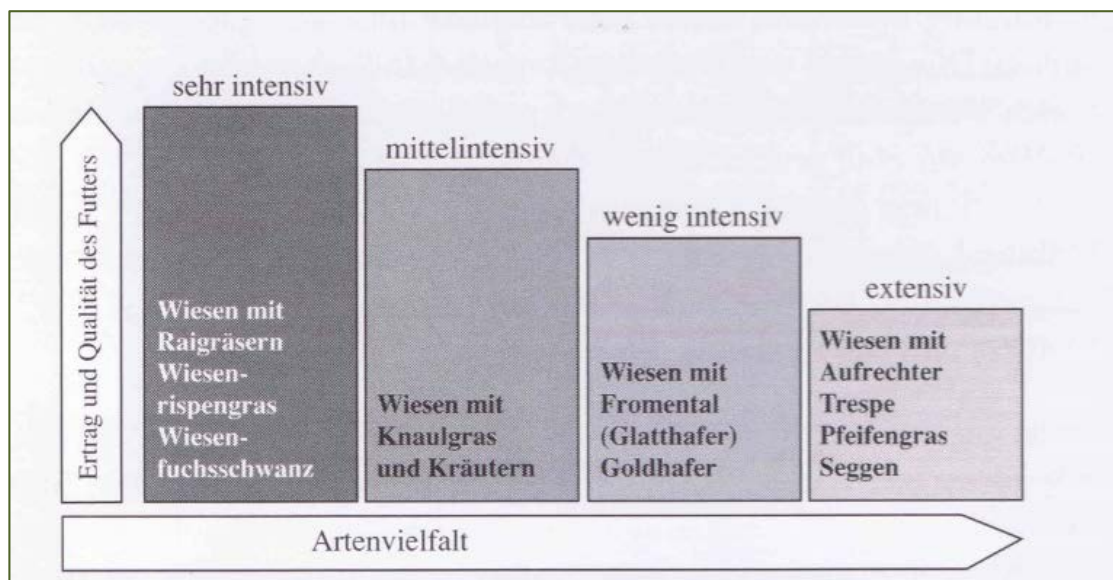 sehr intensiv
mittelintensiv
wenig intensiv
extensiv
Ertrag und Qualität des Futters
Wiesen mit
Raigräsern
Wiesen-
rispengras
Wiesen-
fuchsschwanz
Wiesen mit
Knaulgras
und Kräutern
Wiesen mit
Fromental
(Glatthafer)
Goldhafer
Wiesen mit
Aufrechter
Trespe
Pfeifengras
Seggen
Artenvielfalt